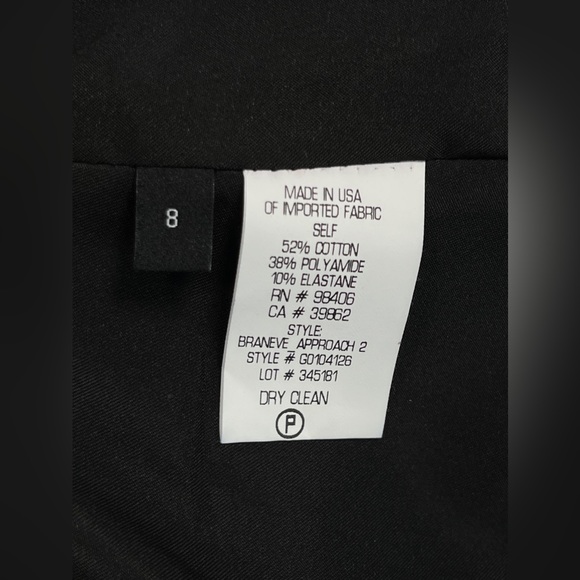 8
MADE IN USA
OF IMPORTED FABRIC
SELF
52% COTTON
38% POLYAMIDE
10% ELASTANE
RN # 98406
CA # 39862
STYLE:
BRANEVE_APPROACH 2
STYLE # G0104126
LOT # 345181
DRY CLEAN
P